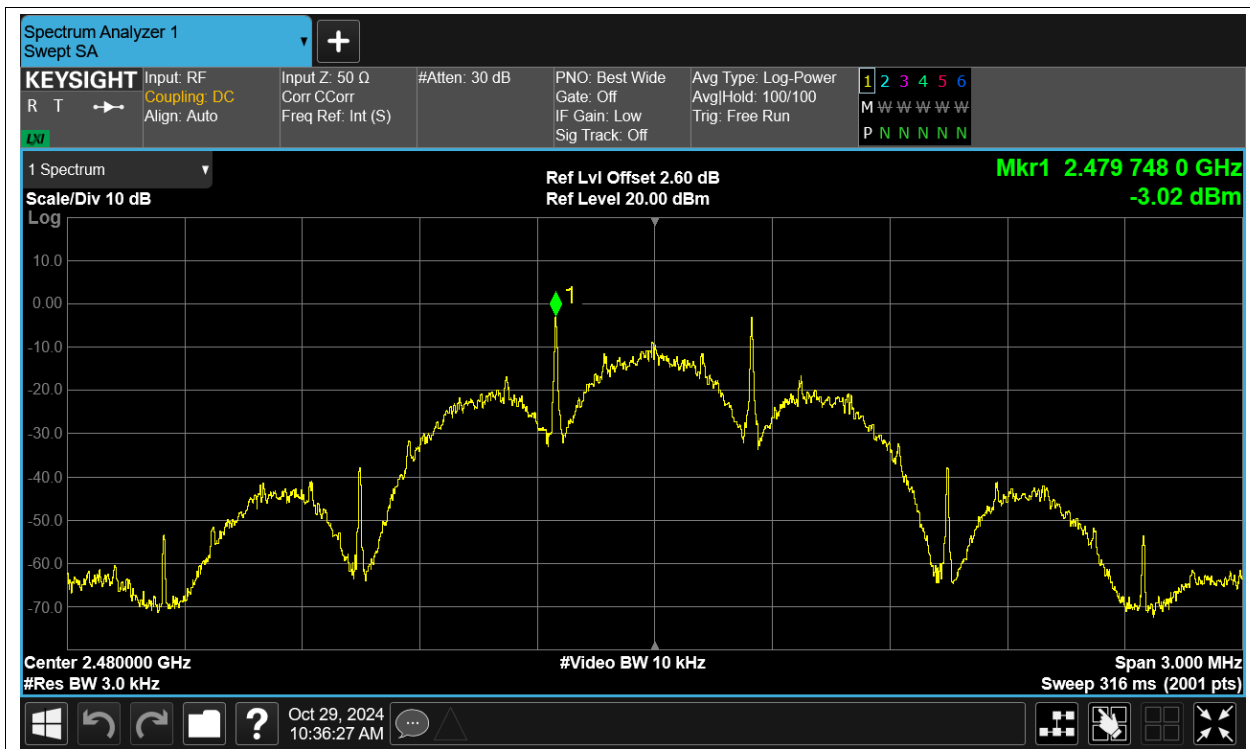 Spectrum Analyzer 1
Swept SA
KEYSIGHT
R T
LXI
Input: RF
Coupling: DC
Align: Auto
Input Z: 50 Ω
Corr CCorr
Freq Ref: Int (S)
#Atten: 30 dB
PNO: Best Wide
Gate: Off
IF Gain: Low
Sig Track: Off
Avg Type: Log-Power
Avg|Hold: 100/100
Trig: Free Run
1 2 3 4 5 6
M W W W W W W
P N N N N N
1 Spectrum
Scale/Div 10 dB
Ref Lvl Offset 2.60 dB
Ref Level 20.00 dBm
Mkr1 2.479 748 0 GHz
-3.02 dBm
Log
10.0
0.00
-10.0
-20.0
-30.0
-40.0
-50.0
-60.0
-70.0
1
Center 2.480000 GHz
#Res BW 3.0 kHz
#Video BW 10 kHz
Span 3.000 MHz
Sweep 316 ms (2001 pts)
?
Oct 29, 2024
10:36:27 AM